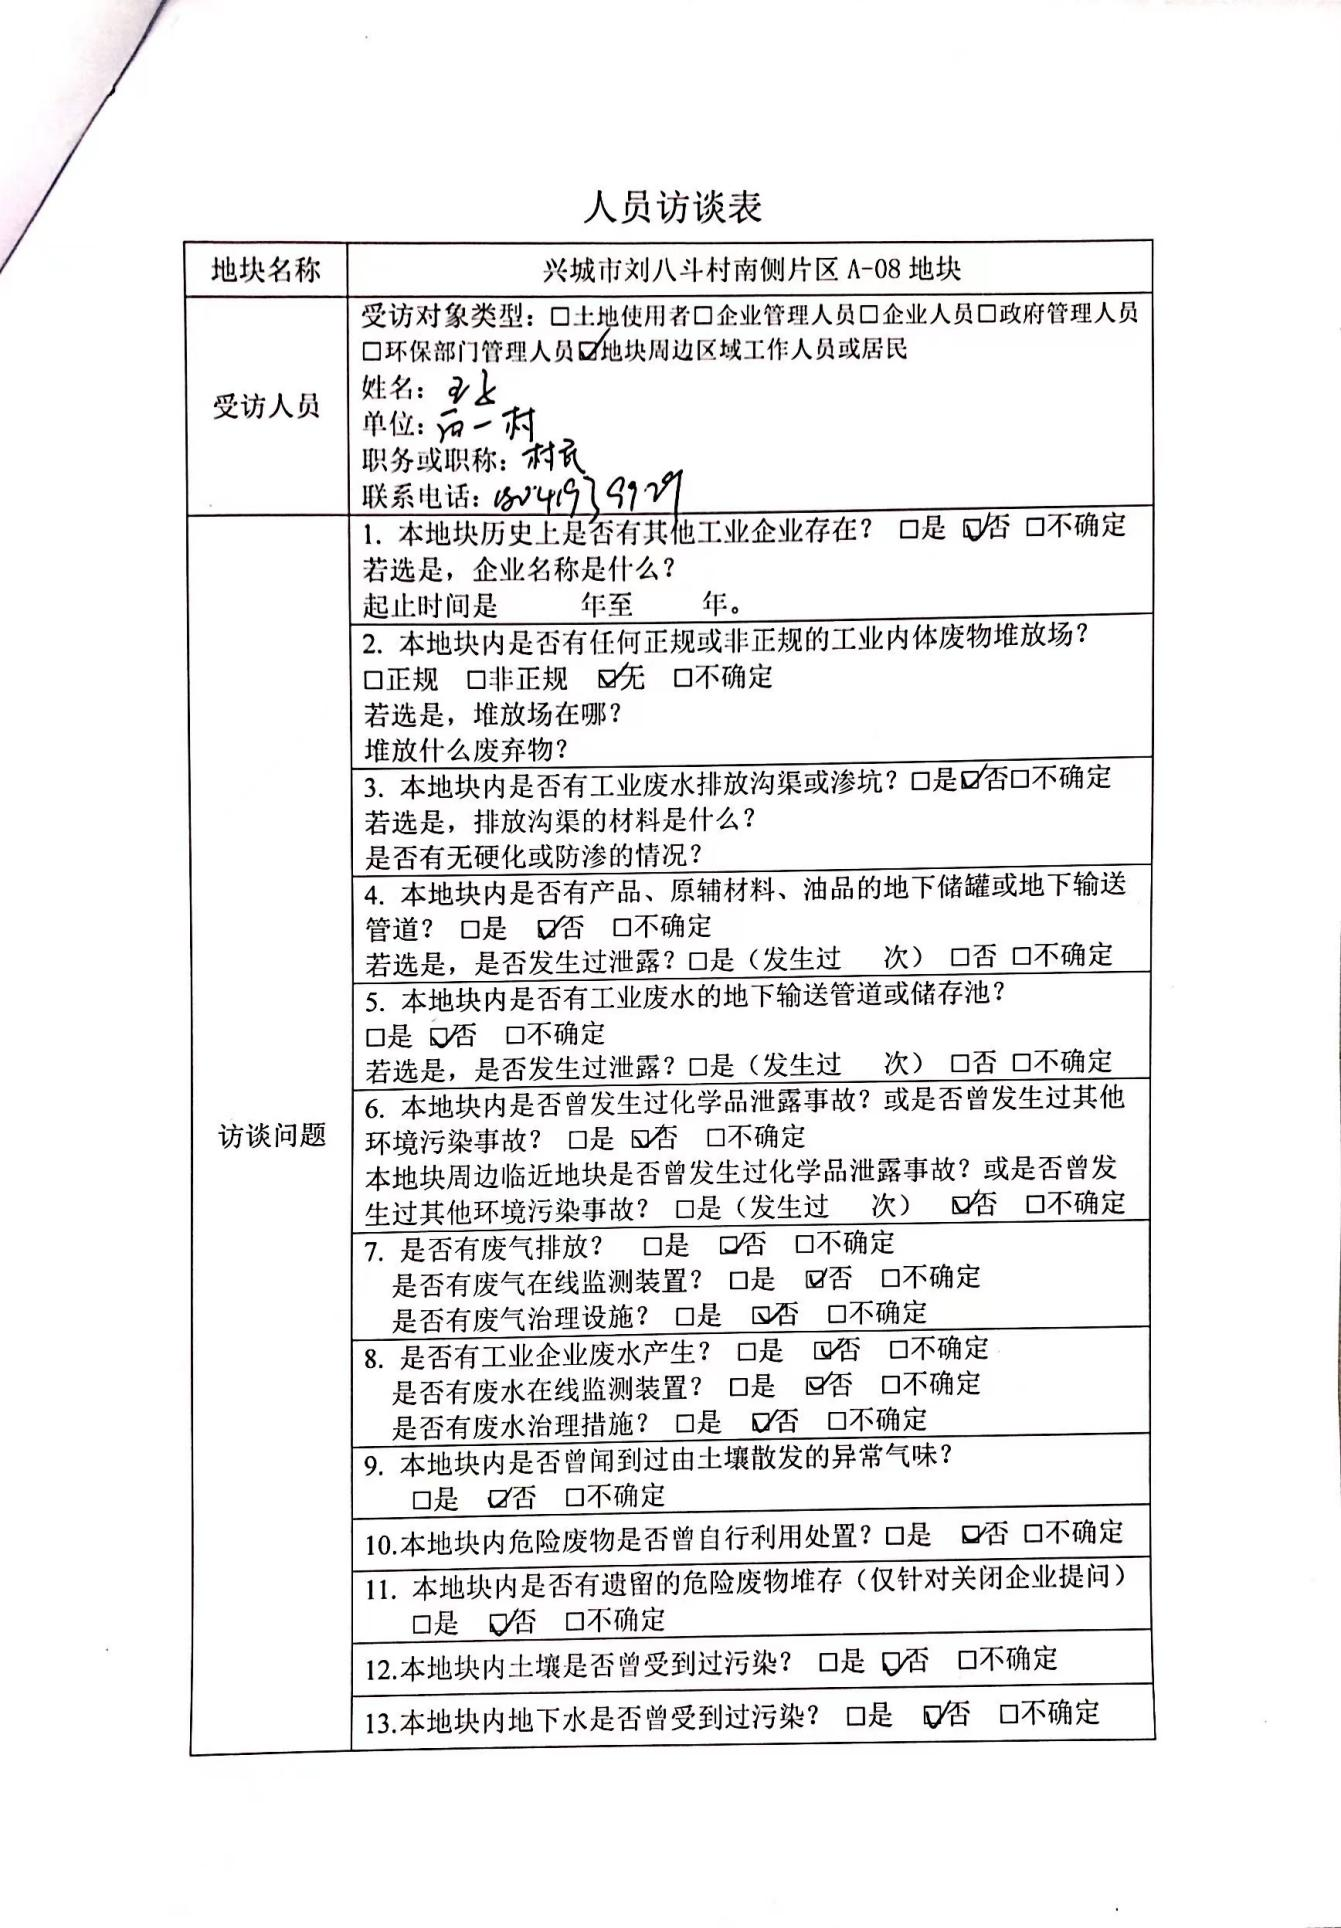 人员访谈表
地块名称
兴城市刘八斗村南侧片区 A-08 地块
受访人员
受访对象类型：□土地使用者□企业管理人员□企业人员□政府管理人员
□环保部门管理人员☑地块周边区域工作人员或居民
姓名：
单位：后一村
职务或职称：村民
联系电话：
访谈问题
1. 本地块历史上是否有其他工业企业存在？ □是 ☑否 □不确定
若选是，企业名称是什么？
起止时间是 年至 年。
2. 本地块内是否有任何正规或非正规的工业内体废物堆放场？
□正规 □非正规 ☑无 □不确定
若选是，堆放场在哪？
堆放什么废弃物？
3. 本地块内是否有工业废水排放沟渠或渗坑？□是☑否□不确定
若选是，排放沟渠的材料是什么？
是否有无硬化或防渗的情况？
4. 本地块内是否有产品、原辅材料、油品的地下储罐或地下输送
管道？ □是 ☑否 □不确定
若选是，是否发生过泄露？□是（发生过 次） □否 □不确定
5. 本地块内是否有工业废水的地下输送管道或储存池？
□是 ☑否 □不确定
若选是，是否发生过泄露？□是（发生过 次） □否 □不确定
6. 本地块内是否曾发生过化学品泄露事故？或是否曾发生过其他
环境污染事故？ □是 ☑否 □不确定
本地块周边临近地块是否曾发生过化学品泄露事故？或是否曾发
生过其他环境污染事故？ □是（发生过 次） ☑否 □不确定
7. 是否有废气排放？ □是 ☑否 □不确定
是否有废气在线监测装置？ □是 ☑否 □不确定
是否有废气治理设施？ □是 ☑否 □不确定
8. 是否有工业企业废水产生？ □是 ☑否 □不确定
是否有废水在线监测装置？ □是 ☑否 □不确定
是否有废水治理措施？ □是 ☑否 □不确定
9. 本地块内是否曾闻到过由土壤散发的异常气味？
□是 ☑否 □不确定
10.本地块内危险废物是否曾自行利用处置？□是 ☑否 □不确定
11. 本地块内是否有遗留的危险废物堆存（仅针对关闭企业提问）
□是 ☑否 □不确定
12.本地块内土壤是否曾受到过污染？ □是 ☑否 □不确定
13.本地块内地下水是否曾受到过污染？ □是 ☑否 □不确定